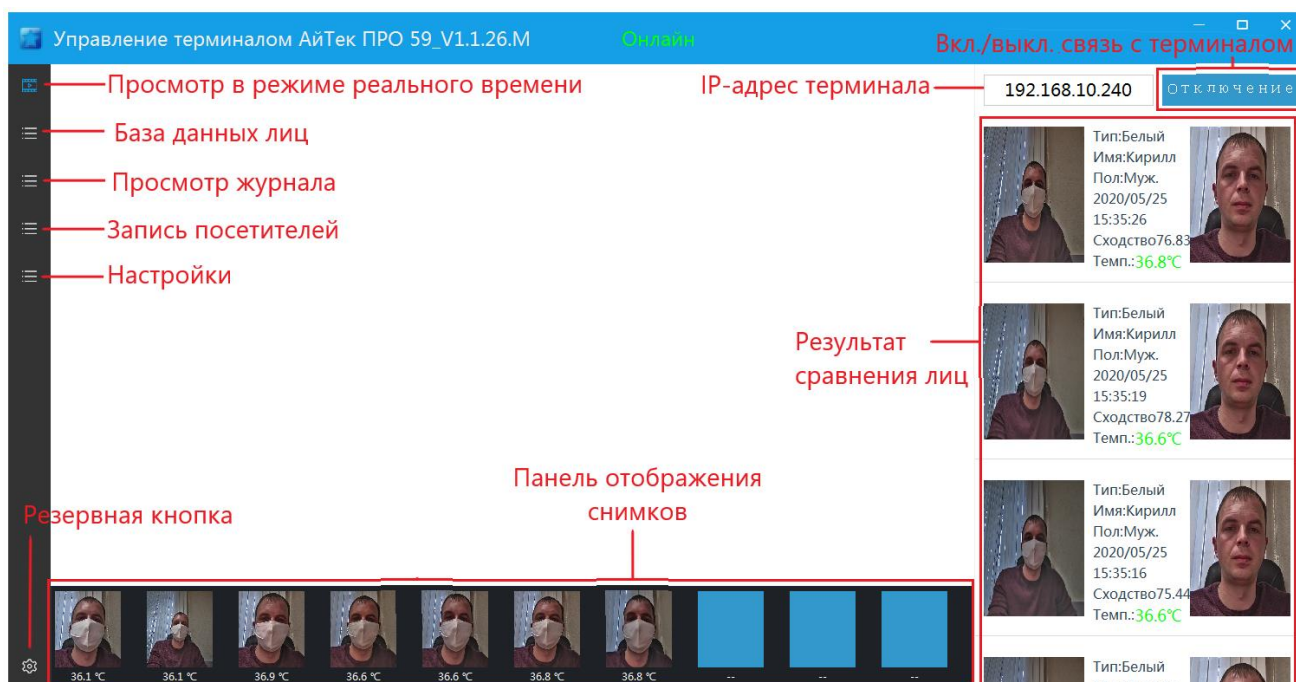 Управление терминалом АйТек ПРО 59_V1.1.26.M
Онлайн
Вкл./выкл. связь с терминалом
Просмотр в режиме реального времени
IP-адрес терминала
192.168.10.240
отключение
База данных лиц
Просмотр журнала
Запись посетителей
Настройки
Тип:Белый
Имя:Кирилл
Пол:Муж.
2020/05/25
15:35:26
Сходство76.83
Темп.:36.8℃
Результат
сравнения лиц
Тип:Белый
Имя:Кирилл
Пол:Муж.
2020/05/25
15:35:19
Сходство78.27
Темп.:36.6℃
Панель отображения
снимков
Резервная кнопка
Тип:Белый
Имя:Кирилл
Пол:Муж.
2020/05/25
15:35:16
Сходство75.44
Темп.:36.6℃
Тип:Белый
36.1 ℃ 36.1 ℃ 36.9 ℃ 36.6 ℃ 36.6 ℃ 36.8 ℃ 36.8 ℃ -- -- --